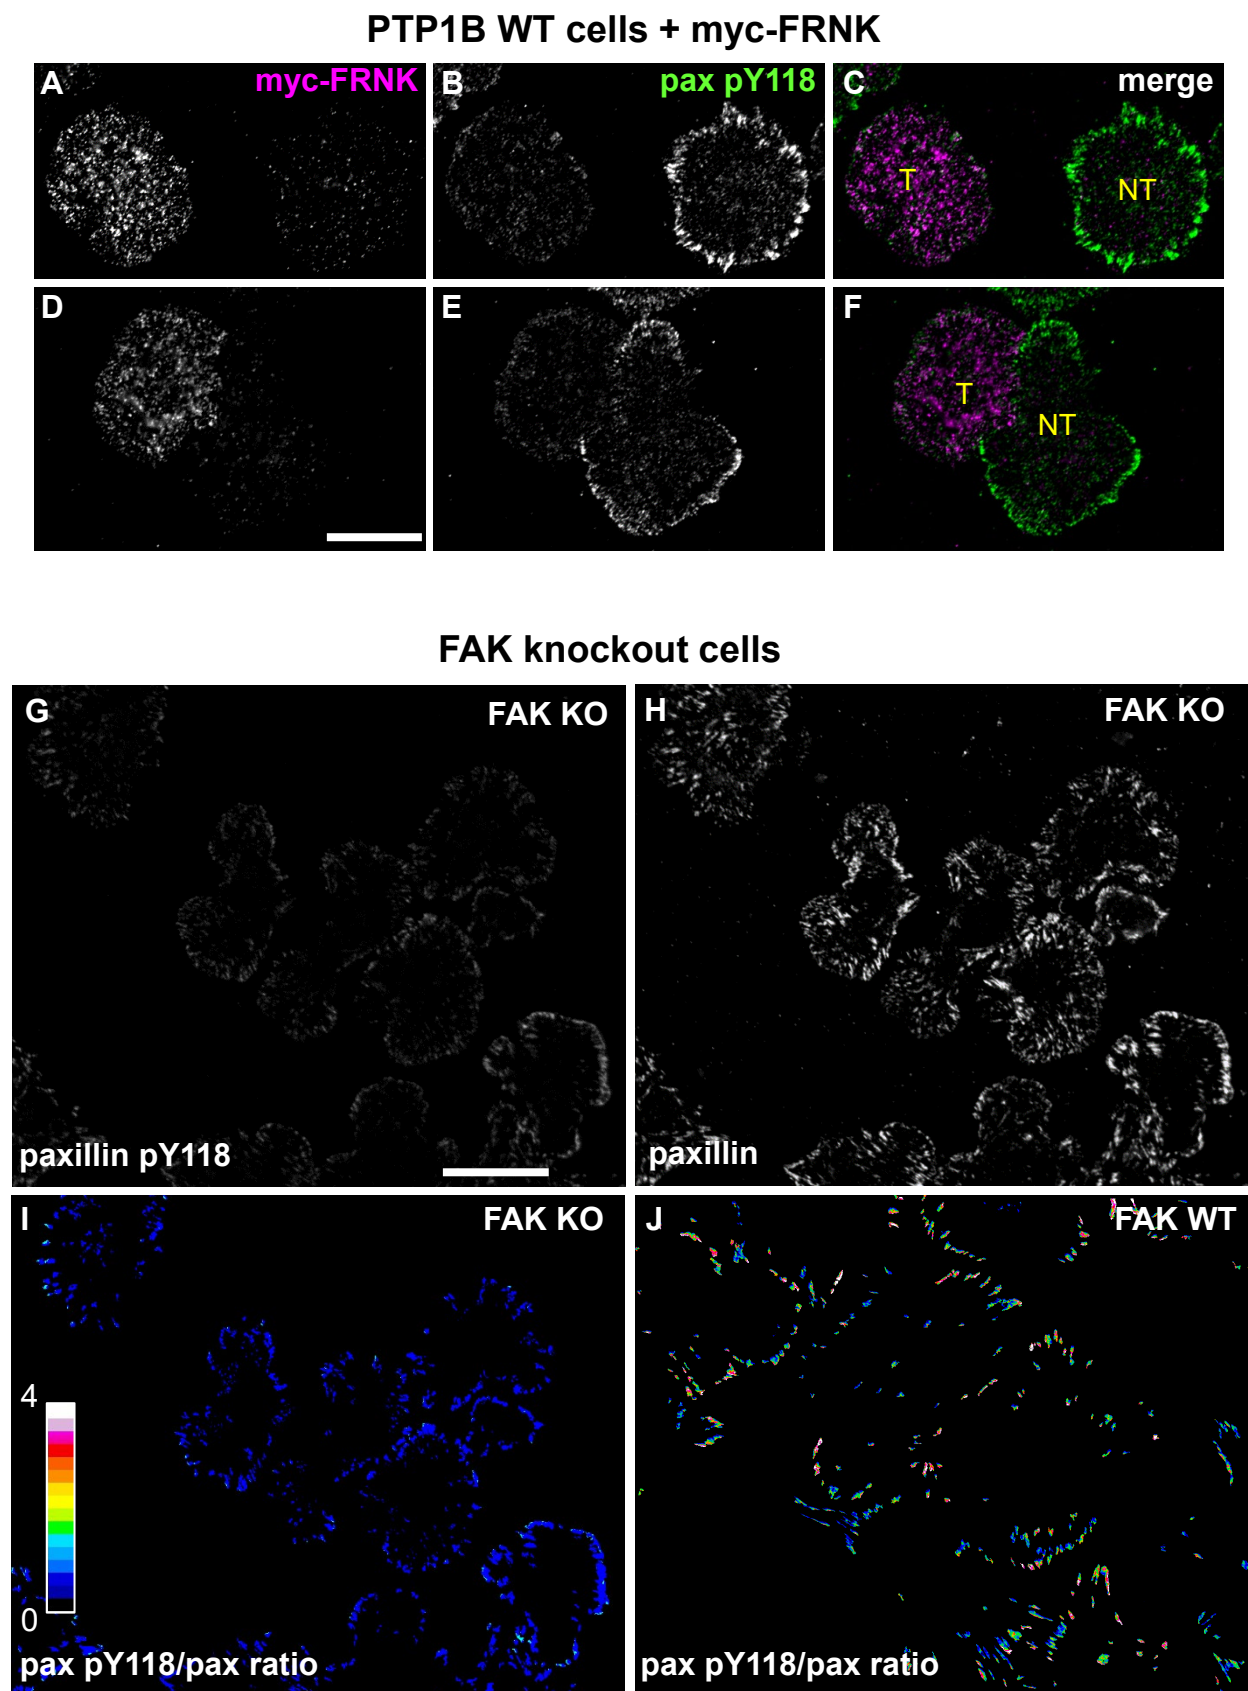 PTP1B WT cells + myc-FRNK
A myc-FRNK
B pax pY118
C merge
T
NT
D
E
F
T
NT
FAK knockout cells
G FAK KO
paxillin pY118
H FAK KO
paxillin
I FAK KO
4
0
pax pY118/pax ratio
J FAK WT
pax pY118/pax ratio